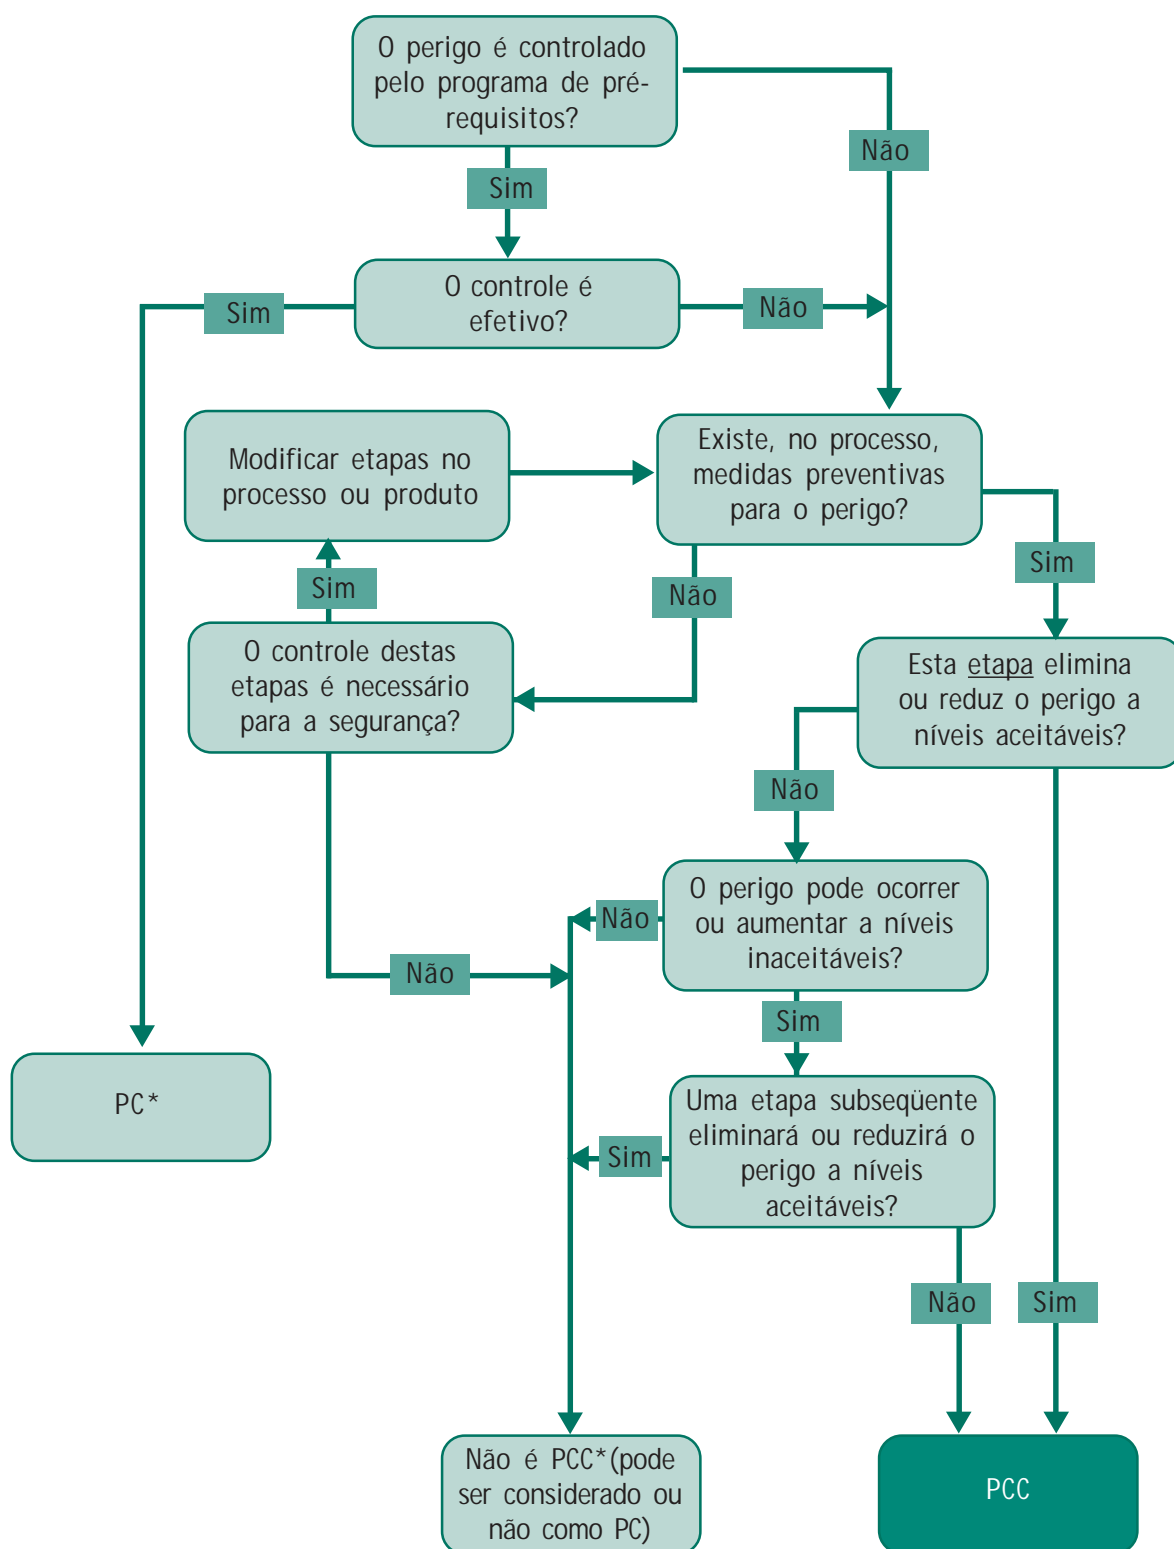 O perigo é controlado
pelo programa de pré-
requisitos?
Não
Sim
O controle é
efetivo?
Sim
Não
Modificar etapas no
processo ou produto
Existe, no processo,
medidas preventivas
para o perigo?
Sim
Não
Sim
O controle destas
etapas é necessário
para a segurança?
Esta etapa elimina
ou reduz o perigo a
níveis aceitáveis?
Não
O perigo pode ocorrer
ou aumentar a níveis
inaceitáveis?
Não
Não
Sim
PC*
Uma etapa subseqüente
eliminará ou reduzirá o
perigo a níveis
aceitáveis?
Sim
Não
Sim
Não é PCC*(pode
ser considerado ou
não como PC)
PCC